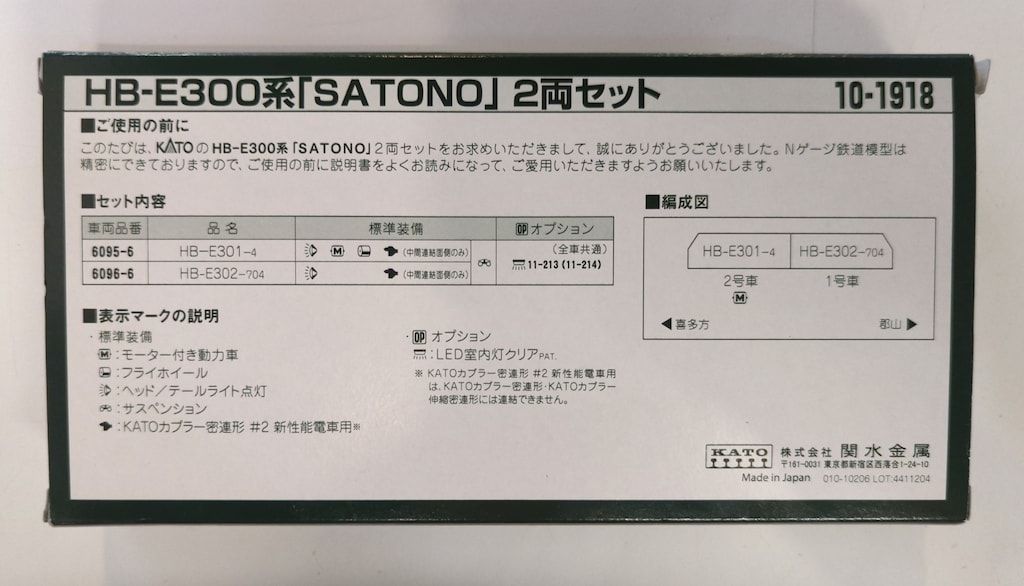 HB-E300系「SATONO」2両セット 10-1918
■ご使用の前に
このたびは、KATOのHB-E300系「SATONO」2両セットをお求めいただきまして、誠にありがとうございました。Nゲージ鉄道模型は
精密にできておりますので、ご使用の前に説明書をよくお読みになって、ご愛用いただきますようお願いいたします。
■セット内容
車両品番 品名 標準装備 OPオプション
6095-6 HB-E301-4 M (中間連結面側のみ) (全車共通)
6096-6 HB-E302-704 (中間連結面側のみ) 11-213 (11-214)
■編成図
HB-E301-4 HB-E302-704
2号車 1号車
M
◀喜多方 郡山▶
■表示マークの説明
・標準装備
M:モーター付き動力車
:フライホイール
:ヘッド/テールライト点灯
:サスペンション
:KATOカプラー密連形 #2 新性能電車用※
・OP オプション
:LED室内灯クリアPAT.
※ KATOカプラー密連形 #2 新性能電車用
は、KATOカプラー密連形・KATOカプラー
伸縮密連形には連結できません。
KATO 株式会社 関水金属
〒161-0031 東京都新宿区西落合1-24-10
Made in Japan 010-10206 LOT:4411204